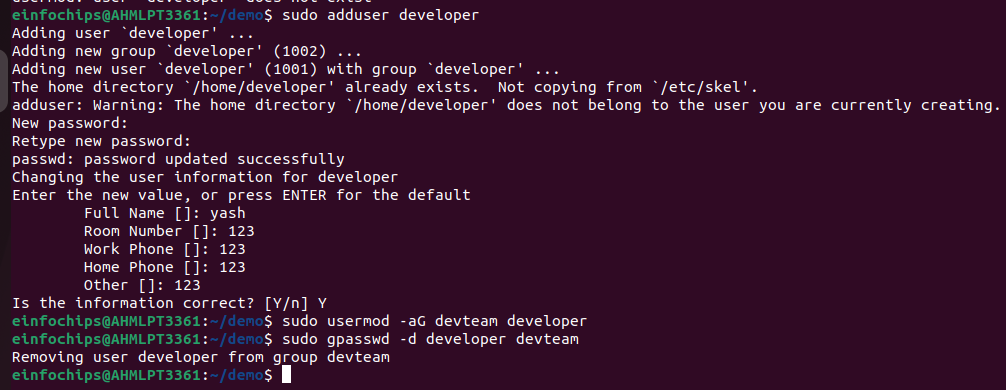 usermod: user 'developer' does not exist
einfochips@AHMLPT3361:~/demo$ sudo adduser developer
Adding user `developer' ...
Adding new group `developer' (1002) ...
Adding new user `developer' (1001) with group `developer' ...
The home directory `/home/developer' already exists.  Not copying from `/etc/skel'.
adduser: Warning: The home directory `/home/developer' does not belong to the user you are currently creating.
New password:
Retype new password:
passwd: password updated successfully
Changing the user information for developer
Enter the new value, or press ENTER for the default
        Full Name []: yash
        Room Number []: 123
        Work Phone []: 123
        Home Phone []: 123
        Other []: 123
Is the information correct? [Y/n] Y
einfochips@AHMLPT3361:~/demo$ sudo usermod -aG devteam developer
einfochips@AHMLPT3361:~/demo$ sudo gpasswd -d developer devteam
Removing user developer from group devteam
einfochips@AHMLPT3361:~/demo$